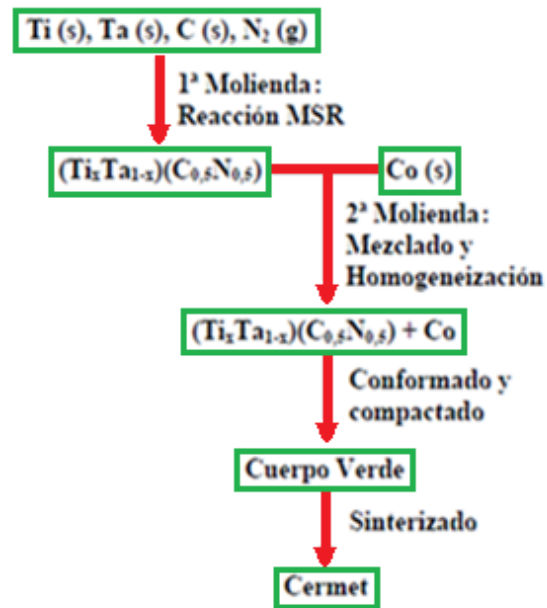 Ti (s), Ta (s), C (s), N₂ (g)
1ª Molienda:
Reacción MSR
(TiₓTa₁₋ₓ)(C₀,₅N₀,₅)
Co (s)
2ª Molienda:
Mezclado y
Homogeneización
(TiₓTa₁₋ₓ)(C₀,₅N₀,₅) + Co
Conformado y
compactado
Cuerpo Verde
Sinterizado
Cermet